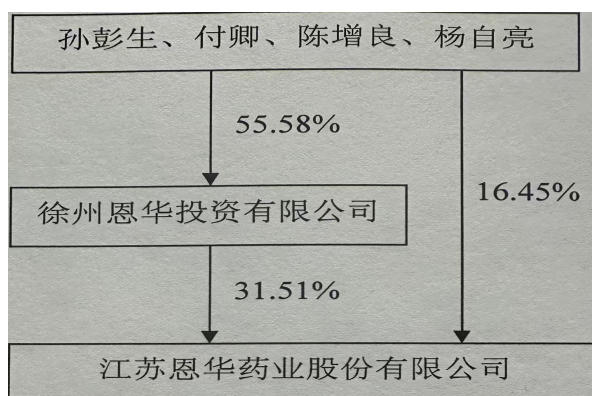 孙彭生、付卿、陈增良、杨自亮
55.58%
16.45%
徐州恩华投资有限公司
31.51%
江苏恩华药业股份有限公司